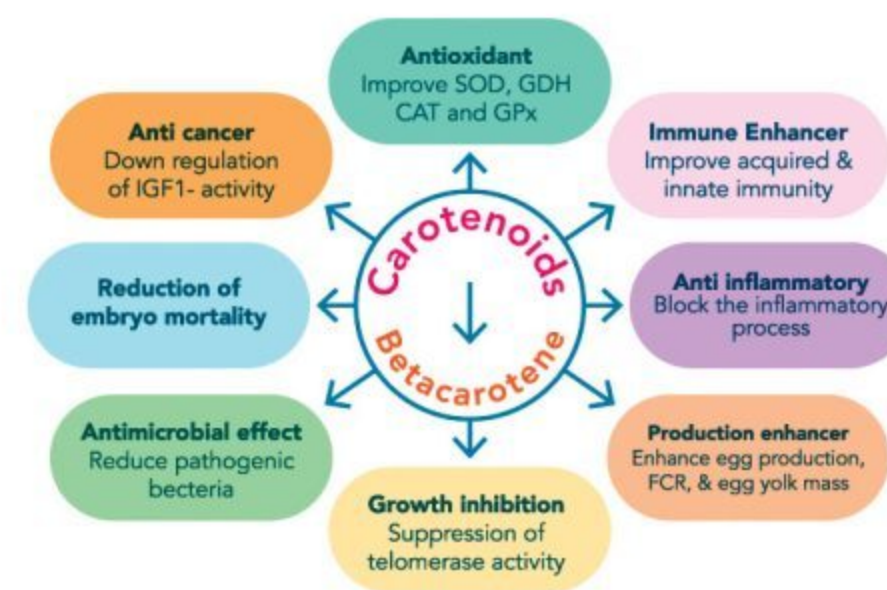 Antioxidant
Improve SOD, GDH
CAT and GPx
Anti cancer
Down regulation
of IGF1- activity
Immune Enhancer
Improve acquired &
innate immunity
Carotenoids
Betacarotene
Reduction of
embryo mortality
Anti inflammatory
Block the inflammatory
process
Antimicrobial effect
Reduce pathogenic
becteria
Production enhancer
Enhance egg production,
FCR, & egg yolk mass
Growth inhibition
Suppression of
telomerase activity